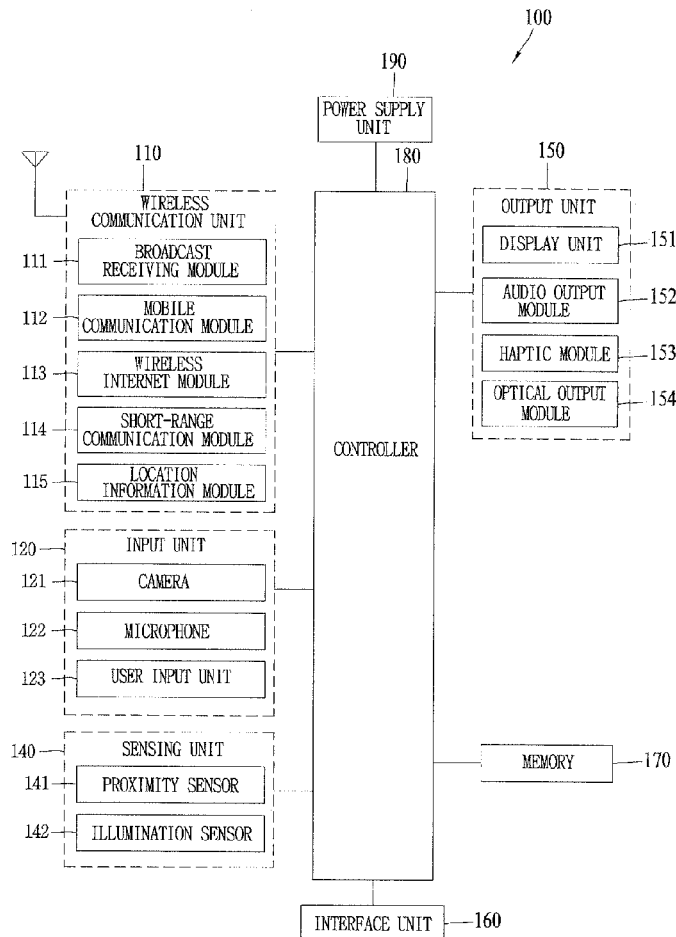 100
190
POWER SUPPLY
UNIT
110
180
150
WIRELESS
COMMUNICATION UNIT
111
BROADCAST
RECEIVING MODULE
112
MOBILE
COMMUNICATION MODULE
113
WIRELESS
INTERNET MODULE
114
SHORT-RANGE
COMMUNICATION MODULE
115
LOCATION
INFORMATION MODULE
OUTPUT UNIT
DISPLAY UNIT
151
AUDIO OUTPUT
MODULE
152
HAPTIC MODULE
153
OPTICAL OUTPUT
MODULE
154
CONTROLLER
120
INPUT UNIT
121
CAMERA
122
MICROPHONE
123
USER INPUT UNIT
140
SENSING UNIT
141
PROXIMITY SENSOR
142
ILLUMINATION SENSOR
MEMORY
170
INTERFACE UNIT
160